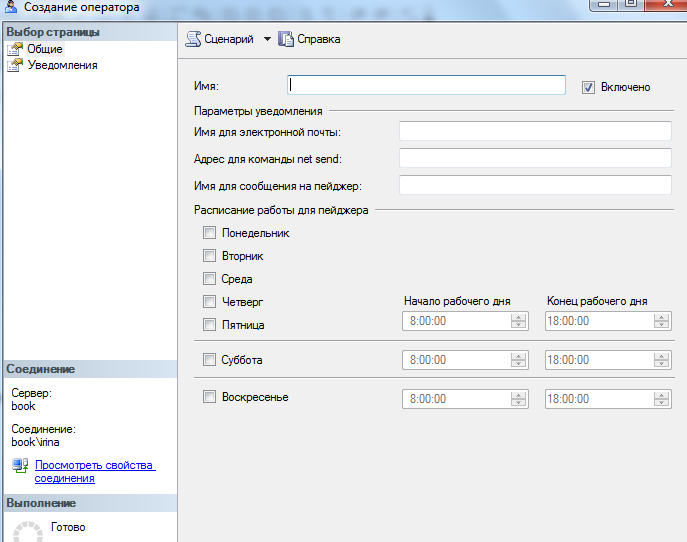 Создание оператора
Выбор страницы
Общие
Уведомления
Сценарий
Справка
Имя:
Включено
Параметры уведомления
Имя для электронной почты:
Адрес для команды net send:
Имя для сообщения на пейджер:
Расписание работы для пейджера
Понедельник
Вторник
Среда
Четверг
Начало рабочего дня
Конец рабочего дня
Пятница
8:00:00
18:00:00
Суббота
8:00:00
18:00:00
Воскресенье
8:00:00
18:00:00
Соединение
Сервер:
book
Соединение:
book\irina
Просмотреть свойства
соединения
Выполнение
Готово